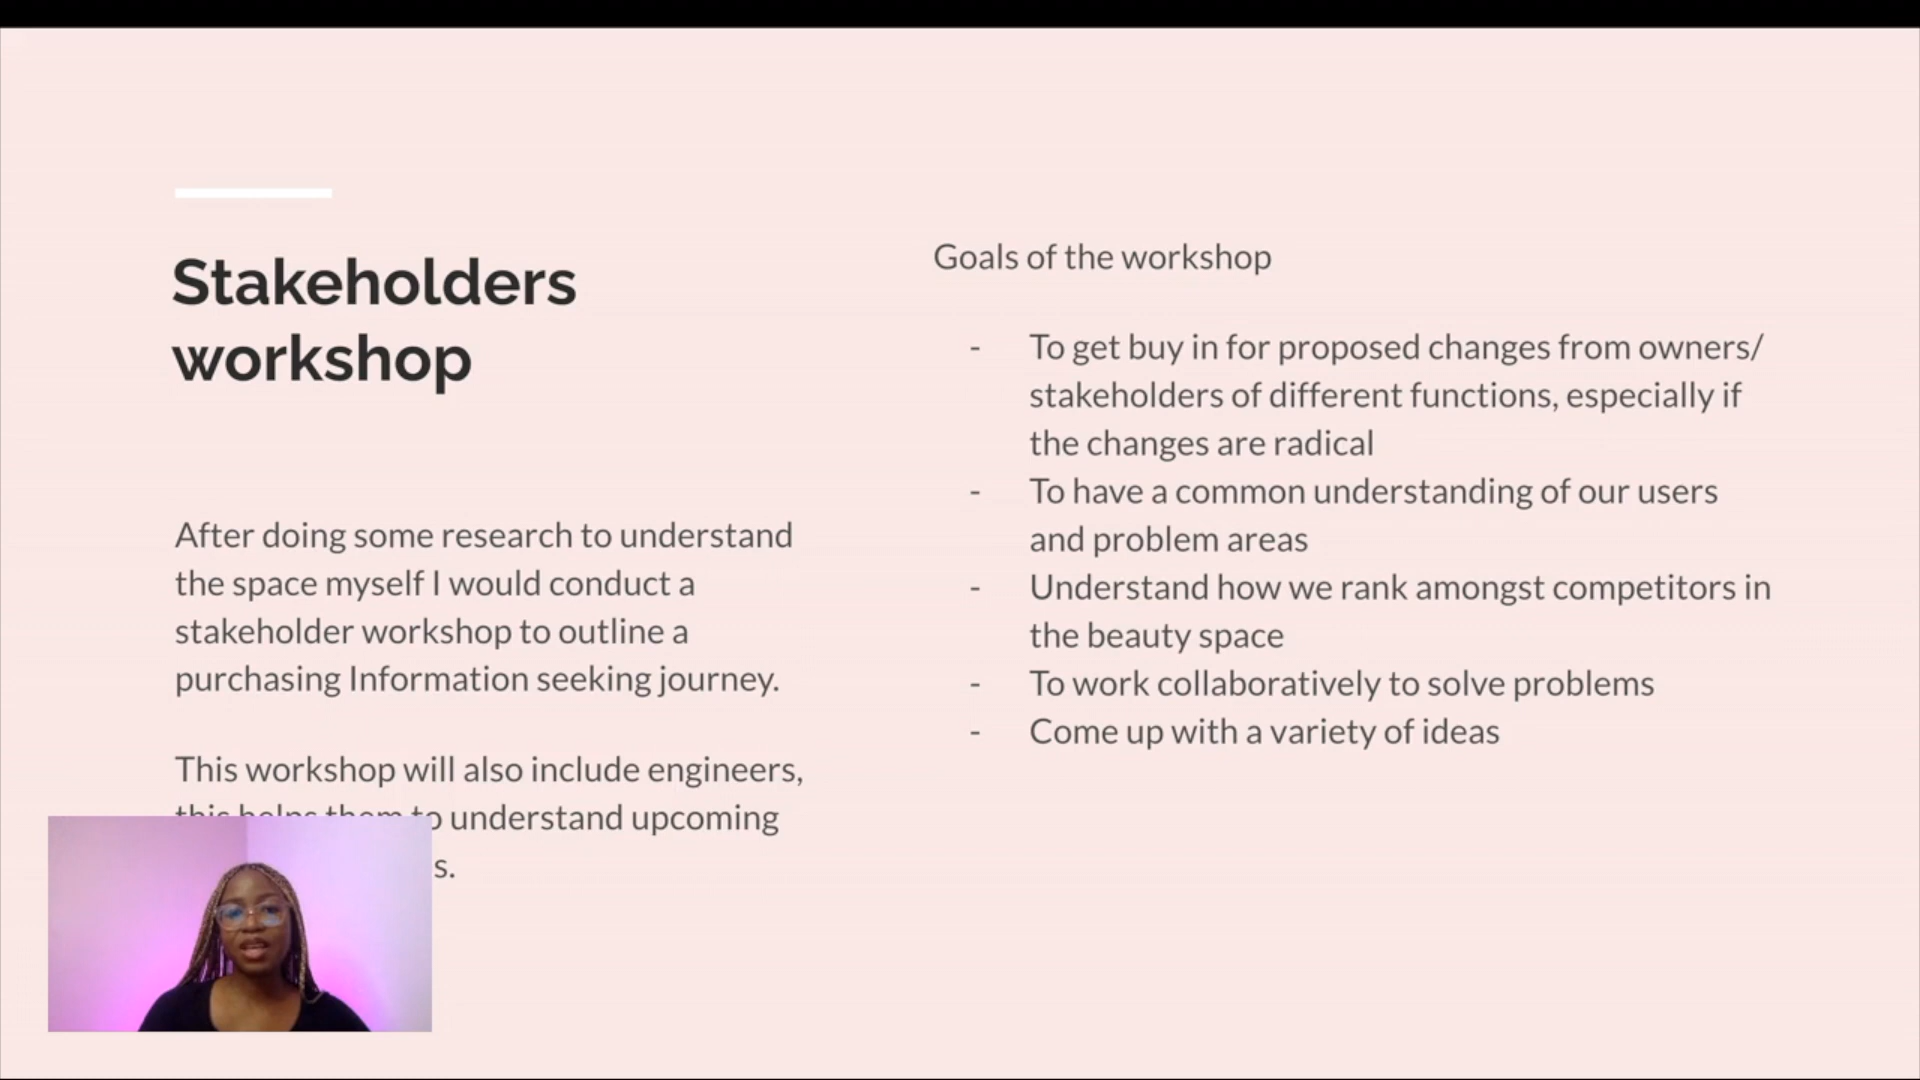 Stakeholders
workshop
After doing some research to understand
the space myself I would conduct a
stakeholder workshop to outline a
purchasing Information seeking journey.
This workshop will also include engineers,
this helps them to understand upcoming
s.
Goals of the workshop
- To get buy in for proposed changes from owners/
stakeholders of different functions, especially if
the changes are radical
- To have a common understanding of our users
and problem areas
- Understand how we rank amongst competitors in
the beauty space
- To work collaboratively to solve problems
- Come up with a variety of ideas